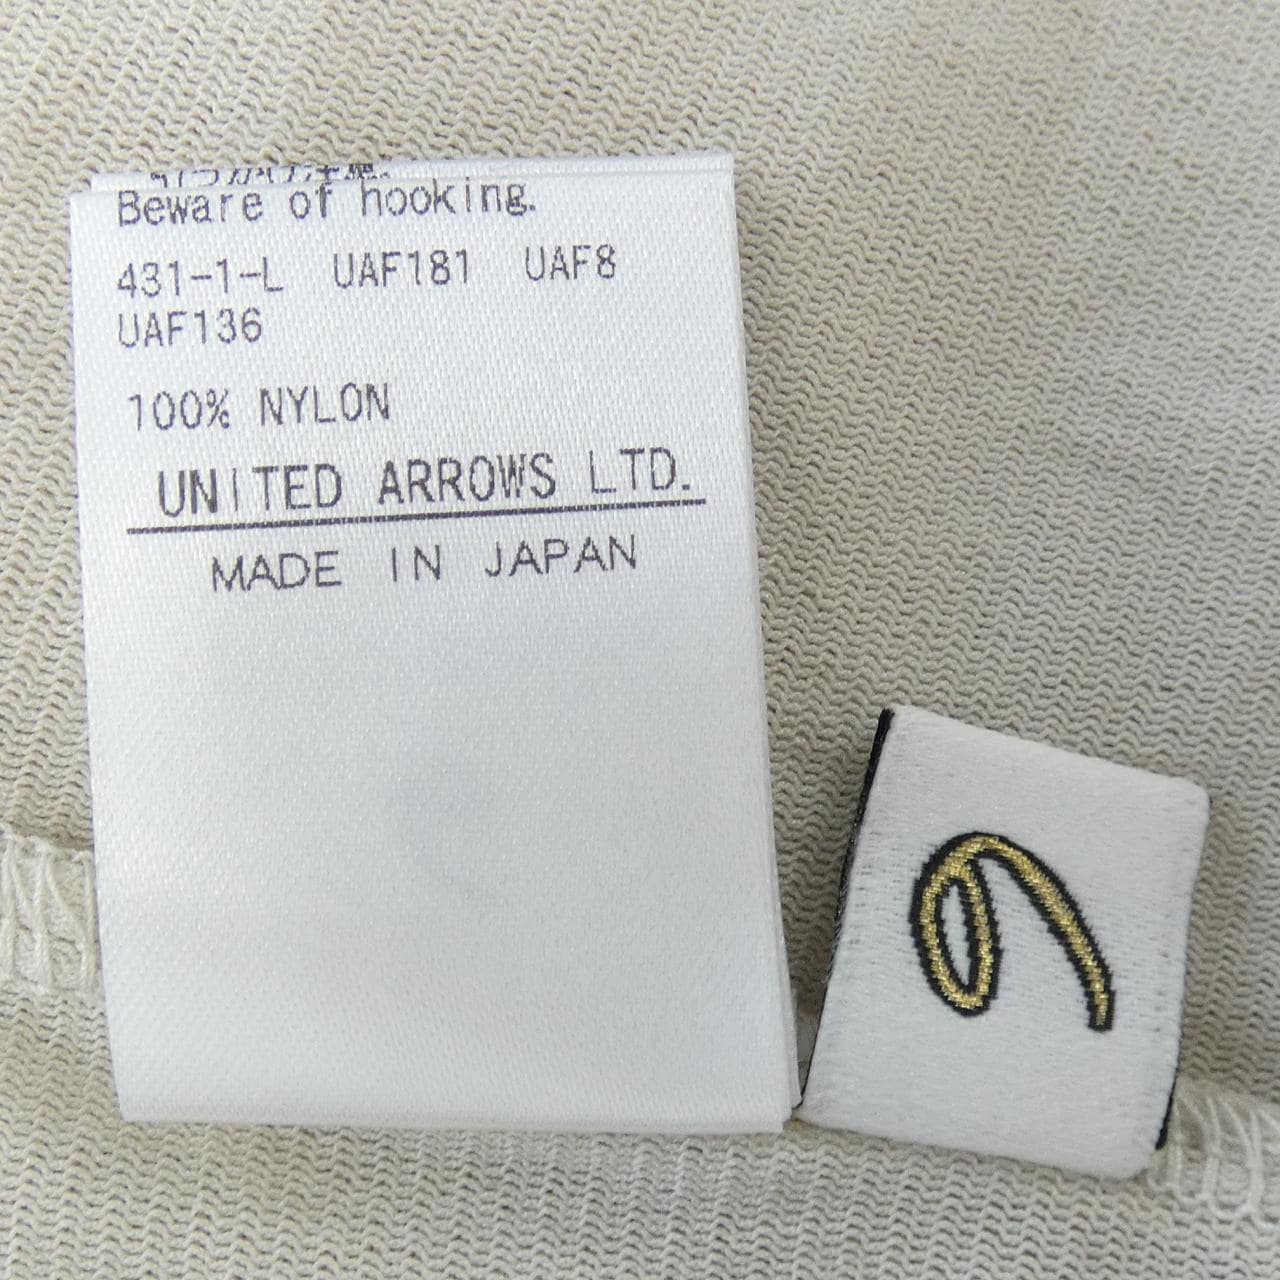 Beware of hooking.
431-1-L UAF181 UAF8
UAF136
100% NYLON
UNITED ARROWS LTD.
MADE IN JAPAN